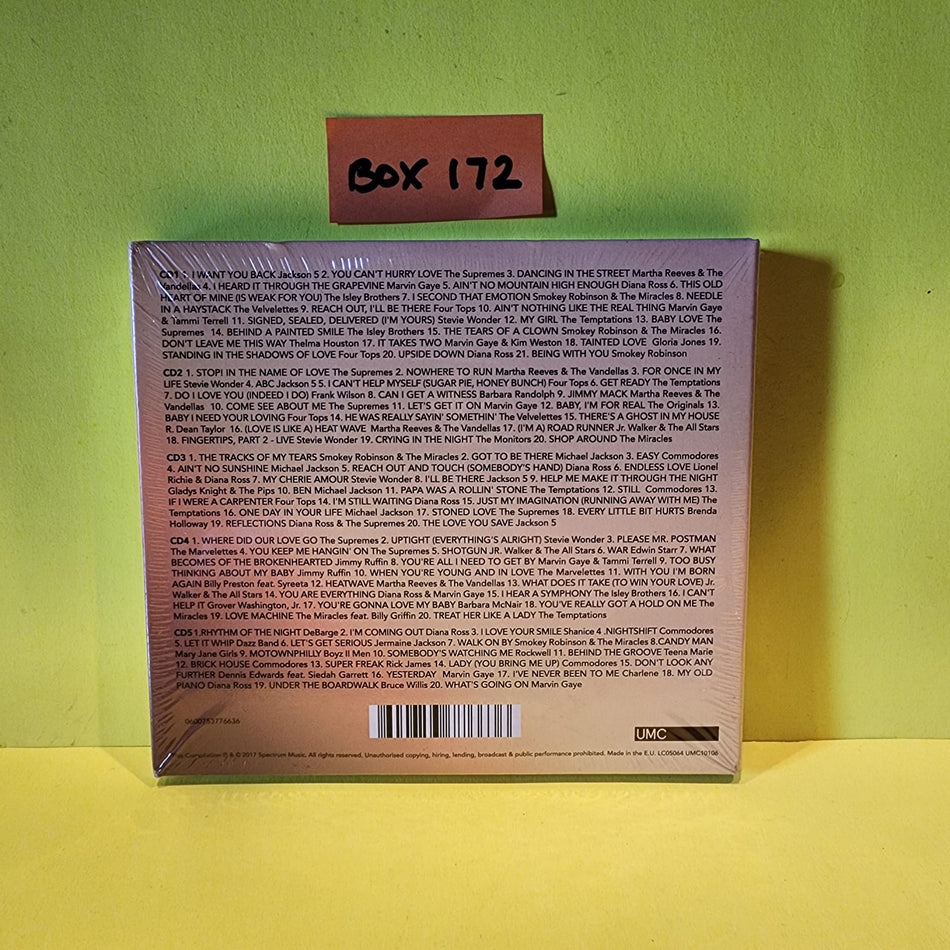 BOX 172
CD1 1. I WANT YOU BACK Jackson 5 2. YOU CAN'T HURRY LOVE The Supremes 3. DANCING IN THE STREET Martha Reeves & The
Vandellas 4. I HEARD IT THROUGH THE GRAPEVINE Marvin Gaye 5. AIN'T NO MOUNTAIN HIGH ENOUGH Diana Ross 6. THIS OLD
HEART OF MINE (IS WEAK FOR YOU) The Isley Brothers 7. I SECOND THAT EMOTION Smokey Robinson & The Miracles 8. NEEDLE
IN A HAYSTACK The Velvelettes 9. REACH OUT, I'LL BE THERE Four Tops 10. AIN'T NOTHING LIKE THE REAL THING Marvin Gaye
& Tammi Terrell 11. SIGNED, SEALED, DELIVERED (I'M YOURS) Stevie Wonder 12. MY GIRL The Temptations 13. BABY LOVE The
Supremes 14. BEHIND A PAINTED SMILE The Isley Brothers 15. THE TEARS OF A CLOWN Smokey Robinson & The Miracles 16.
DON'T LEAVE ME THIS WAY Thelma Houston 17. IT TAKES TWO Marvin Gaye & Kim Weston 18. TAINTED LOVE Gloria Jones 19.
STANDING IN THE SHADOWS OF LOVE Four Tops 20. UPSIDE DOWN Diana Ross 21. BEING WITH YOU Smokey Robinson
CD2 1. STOP! IN THE NAME OF LOVE The Supremes 2. NOWHERE TO RUN Martha Reeves & The Vandellas 3. FOR ONCE IN MY
LIFE Stevie Wonder 4. ABC Jackson 5 5. I CAN'T HELP MYSELF (SUGAR PIE, HONEY BUNCH) Four Tops 6. GET READY The Temptations
7. DO I LOVE YOU (INDEED I DO) Frank Wilson 8. CAN I GET A WITNESS Barbara Randolph 9. JIMMY MACK Martha Reeves & The
Vandellas 10. COME SEE ABOUT ME The Supremes 11. LET'S GET IT ON Marvin Gaye 12. BABY, I'M FOR REAL The Originals 13.
BABY I NEED YOUR LOVING Four Tops 14. HE WAS REALLY SAYIN' SOMETHIN' The Velvelettes 15. THERE'S A GHOST IN MY HOUSE
R. Dean Taylor 16. (LOVE IS LIKE A) HEAT WAVE Martha Reeves & The Vandellas 17. (I'M A) ROAD RUNNER Jr. Walker & The All Stars
18. FINGERTIPS, PART 2 - LIVE Stevie Wonder 19. CRYING IN THE NIGHT The Monitors 20. SHOP AROUND The Miracles
CD3 1. THE TRACKS OF MY TEARS Smokey Robinson & The Miracles 2. GOT TO BE THERE Michael Jackson 3. EASY Commodores
4. AIN'T NO SUNSHINE Michael Jackson 5. REACH OUT AND TOUCH (SOMEBODY'S HAND) Diana Ross 6. ENDLESS LOVE Lionel
Richie & Diana Ross 7. MY CHERIE AMOUR Stevie Wonder 8. I'LL BE THERE Jackson 5 9. HELP ME MAKE IT THROUGH THE NIGHT
Gladys Knight & The Pips 10. BEN Michael Jackson 11. PAPA WAS A ROLLIN' STONE The Temptations 12. STILL Commodores 13.
IF I WERE A CARPENTER Four Tops 14. I'M STILL WAITING Diana Ross 15. JUST MY IMAGINATION (RUNNING AWAY WITH ME) The
Temptations 16. ONE DAY IN YOUR LIFE Michael Jackson 17. STONED LOVE The Supremes 18. EVERY LITTLE BIT HURTS Brenda
Holloway 19. REFLECTIONS Diana Ross & The Supremes 20. THE LOVE YOU SAVE Jackson 5
CD4 1. WHERE DID OUR LOVE GO The Supremes 2. UPTIGHT (EVERYTHING'S ALRIGHT) Stevie Wonder 3. PLEASE MR. POSTMAN
The Marvelettes 4. YOU KEEP ME HANGIN' ON The Supremes 5. SHOTGUN JR. Walker & The All Stars 6. WAR Edwin Starr 7. WHAT
BECOMES OF THE BROKENHEARTED Jimmy Ruffin 8. YOU'RE ALL I NEED TO GET BY Marvin Gaye & Tammi Terrell 9. TOO BUSY
THINKING ABOUT MY BABY Jimmy Ruffin 10. WHEN YOU'RE YOUNG AND IN LOVE The Marvelettes 11. WITH YOU I'M BORN
AGAIN Billy Preston feat. Syreeta 12. HEATWAVE Martha Reeves & The Vandellas 13. WHAT DOES IT TAKE (TO WIN YOUR LOVE) Jr.
Walker & The All Stars 14. YOU ARE EVERYTHING Diana Ross & Marvin Gaye 15. I HEAR A SYMPHONY The Isley Brothers 16. I CAN'T
HELP IT Grover Washington, Jr. 17. YOU'RE GONNA LOVE MY BABY Barbara McNair 18. YOU'VE REALLY GOT A HOLD ON ME The
Miracles 19. LOVE MACHINE The Miracles feat. Billy Griffin 20. TREAT HER LIKE A LADY The Temptations
CD5 1.RHYTHM OF THE NIGHT DeBarge 2. I'M COMING OUT Diana Ross 3. I LOVE YOUR SMILE Shanice 4 .NIGHTSHIFT Commodores
5. LET IT WHIP Dazz Band 6. LET'S GET SERIOUS Jermaine Jackson 7. WALK ON BY Smokey Robinson & The Miracles 8.CANDY MAN
Mary Jane Girls 9. MOTOWNPHILLY Boyz II Men 10. SOMEBODY'S WATCHING ME Rockwell 11. BEHIND THE GROOVE Teena Marie
12. BRICK HOUSE Commodores 13. SUPER FREAK Rick James 14. LADY (YOU BRING ME UP) Commodores 15. DON'T LOOK ANY
FURTHER Dennis Edwards feat. Siedah Garrett 16. YESTERDAY Marvin Gaye 17. I'VE NEVER BEEN TO ME Charlene 18. MY OLD
PIANO Diana Ross 19. UNDER THE BOARDWALK Bruce Willis 20. WHAT'S GOING ON Marvin Gaye
0600753776636
UMC
This Compilation ℗ & © 2017 Spectrum Music. All rights reserved. Unauthorised copying, hiring, lending, broadcast & public performance prohibited. Made in the E.U. LC05064 UMC10106